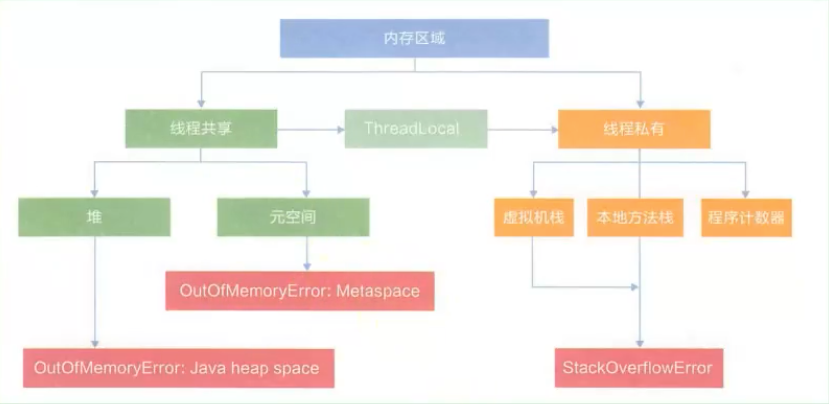 内存区域
线程共享
ThreadLocal
线程私有
堆
元空间
虚拟机栈
本地方法栈
程序计数器
OutOfMemoryError: Metaspace
OutOfMemoryError: Java heap space
StackOverflowError